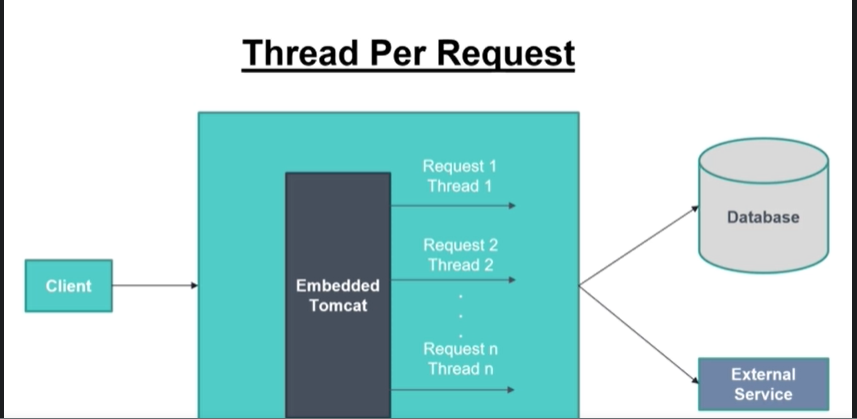 Thread Per Request
Client
Embedded
Tomcat
Request 1
Thread 1
Request 2
Thread 2
.
.
.
Request n
Thread n
Database
External
Service